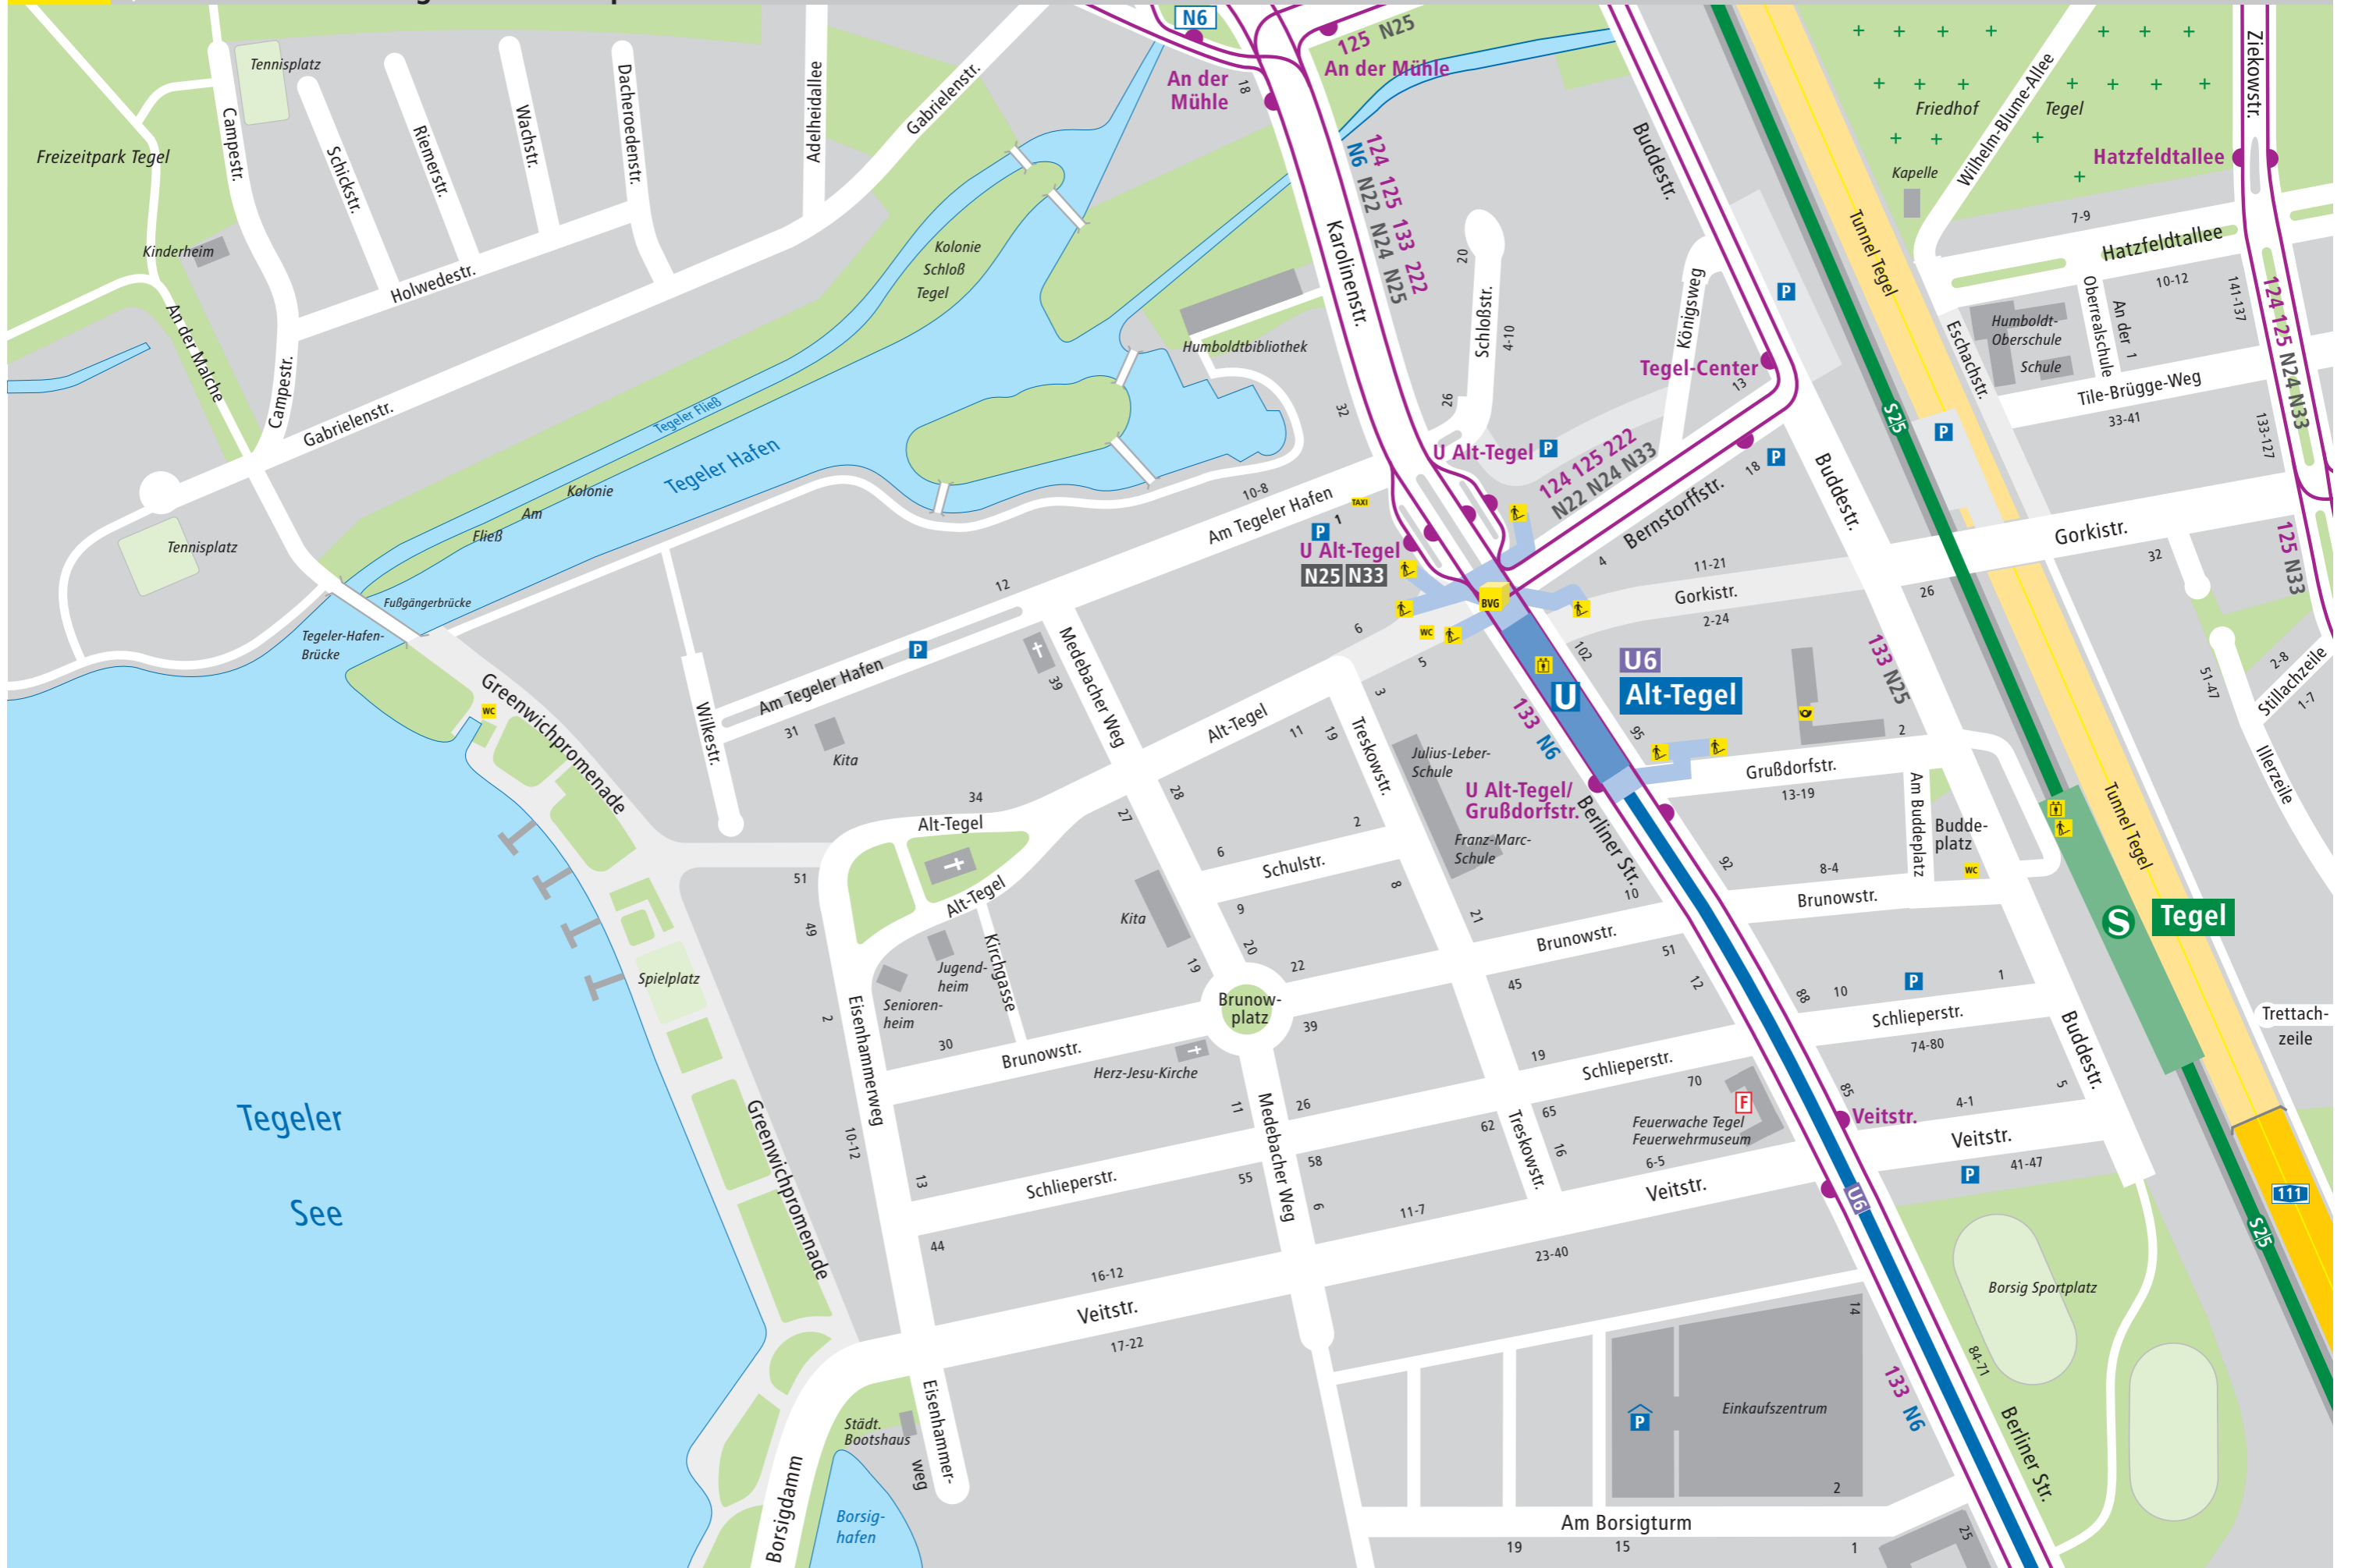 N6
125 N25
An der Mühle
An der
Mühle
18
Tennisplatz
Campestr.
Schickstr.
Riemerstr.
Wachstr.
Dacheroedenstr.
Adelheidallee
Gabrielenstr.
Freizeitpark Tegel
Kinderheim
Holwedestr.
An der Malche
Campestr.
Gabrielenstr.
Kolonie
Schloß
Tegel
Tegeler Fließ
Tegeler Hafen
Kolonie
Am
Fließ
Humboldtbibliothek
Karolinenstr.
124 125 133 222
N6 N22 N24 N25
32
20
Schloßstr.
4-10
26
Königsweg
Buddestr.
Tegel-Center
13
P
Tunnel Tegel
S25
Friedhof
Tegel
Kapelle
Wilhelm-Blume-Allee
Ziekowstr.
Hatzfeldtallee
7-9
Hatzfeldtallee
10-12
141-137
124 125 N24 N33
Humboldt-
Oberschule
Schule
An der
Oberrealschule
1
Eschachstr.
Tile-Brügge-Weg
33-41
133-127
P
U Alt-Tegel
P
124 125 222
N22 N24 N33
Bernstorffstr.
18
P
Buddestr.
10-8
Am Tegeler Hafen
TAXI
P
1
U Alt-Tegel
N25 N33
BVG
WC
4
11-21
Gorkistr.
2-24
26
Gorkistr.
32
125 N33
2-8
Stillachzeile
1-7
51-47
Illerzeile
Tennisplatz
Fußgängerbrücke
Tegeler-Hafen-
Brücke
Greenwichpromenade
WC
12
P
Am Tegeler Hafen
31
Kita
Wilkestr.
39
Medebacher Weg
6
5
3
102
U6
U
Alt-Tegel
133 N25
133 N6
95
2
Alt-Tegel
11
19
Treskowstr.
Julius-Leber-
Schule
U Alt-Tegel/
Grußdorfstr.
Grußdorfstr.
13-19
Am Buddeplatz
Budde-
platz
WC
Tunnel Tegel
34
Alt-Tegel
28
27
2
6
Schulstr.
Franz-Marc-
Schule
Berliner Str.
92
8-4
Brunowstr.
10
8
9
21
51
49
Alt-Tegel
Kita
20
19
22
Brunowstr.
51
12
45
S
Tegel
Spielplatz
Jugend-
heim
Senioren-
heim
Kirchgasse
Brunow-
platz
39
88
10
P
1
Schlieperstr.
74-80
Trettach-
zeile
Buddestr.
2
Eisenhammerweg
30
Brunowstr.
Herz-Jesu-Kirche
19
Schlieperstr.
70
F
Feuerwache Tegel
Feuerwehrmuseum
85
Veitstr.
4-1
5
Veitstr.
41-47
P
111
S25
Tegeler
See
Greenwichpromenade
10-12
13
11
26
Medebacher Weg
62
65
16
Treskowstr.
6-5
Veitstr.
U6
Schlieperstr.
55
58
6
11-7
44
16-12
Veitstr.
17-22
23-40
Borsig Sportplatz
14
84-71
Einkaufszentrum
P
2
133 N6
Berliner Str.
Städt.
Bootshaus
Eisenhammer-
weg
Borsigdamm
Borsig-
hafen
Am Borsigturm
19
15
1
25